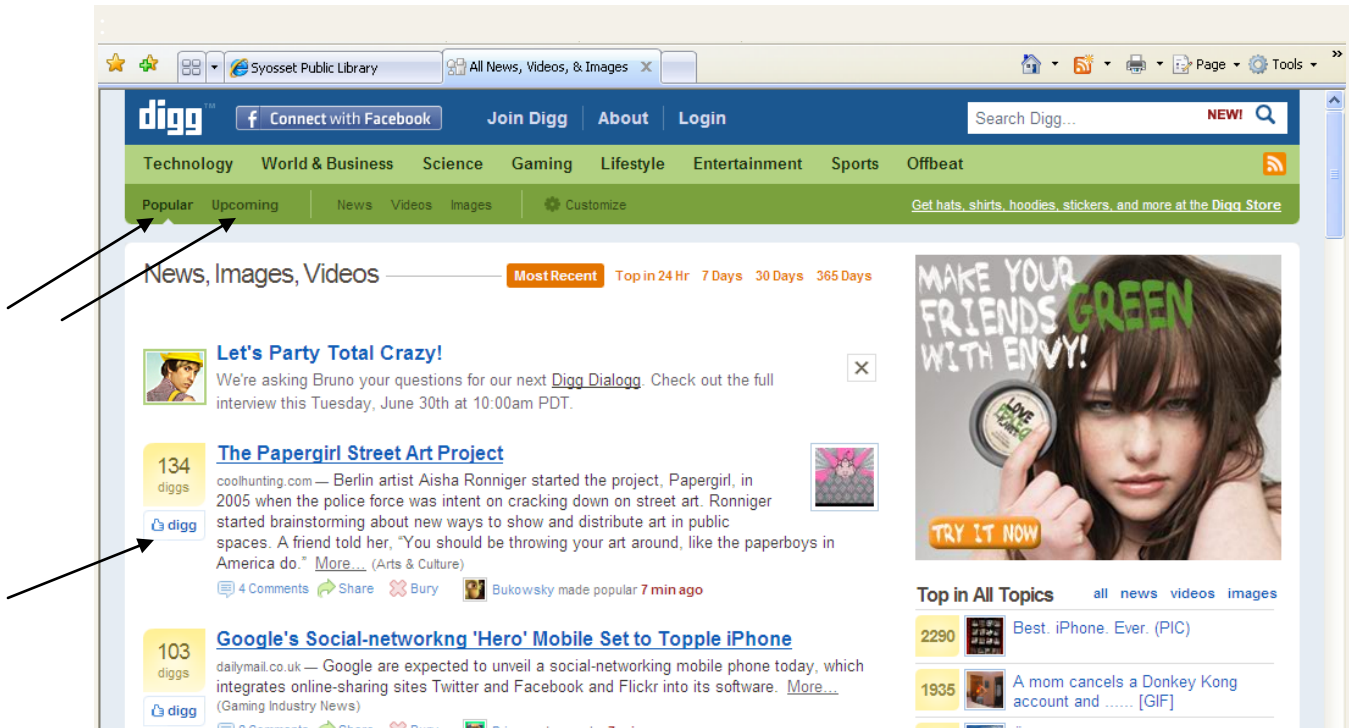 Syosset Public Library
All News, Videos, & Images
Page
Tools
digg™
f Connect with Facebook
Join Digg
About
Login
Search Digg...
NEW!
Technology
World & Business
Science
Gaming
Lifestyle
Entertainment
Sports
Offbeat
Popular
Upcoming
News
Videos
Images
Customize
Get hats, shirts, hoodies, stickers, and more at the Digg Store
News, Images, Videos
Most Recent
Top in 24 Hr
7 Days
30 Days
365 Days
Let's Party Total Crazy!
We're asking Bruno your questions for our next Digg Dialogg. Check out the full
interview this Tuesday, June 30th at 10:00am PDT.
134
diggs
digg
The Papergirl Street Art Project
coolhunting.com — Berlin artist Aisha Ronniger started the project, Papergirl, in
2005 when the police force was intent on cracking down on street art. Ronniger
started brainstorming about new ways to show and distribute art in public
spaces. A friend told her, “You should be throwing your art around, like the paperboys in
America do.” More... (Arts & Culture)
4 Comments
Share
Bury
Bukowsky made popular 7 min ago
103
diggs
digg
Google's Social-networkng 'Hero' Mobile Set to Topple iPhone
dailymail.co.uk — Google are expected to unveil a social-networking mobile phone today, which
integrates online-sharing sites Twitter and Facebook and Flickr into its software. More...
(Gaming Industry News)
MAKE YOUR
FRIENDS GREEN
WITH ENVY!
TRY IT NOW
Top in All Topics
all
news
videos
images
2290
Best. iPhone. Ever. (PIC)
1935
A mom cancels a Donkey Kong
account and ...... [GIF]